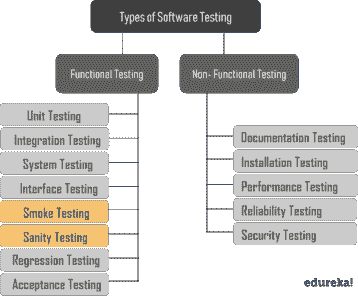 Types of Software Testing
Functional Testing
Non- Functional Testing
Unit Testing
Integration Testing
System Testing
Interface Testing
Smoke Testing
Sanity Testing
Regression Testing
Acceptance Testing
Documentation Testing
Installation Testing
Performance Testing
Reliability Testing
Security Testing
edureka!